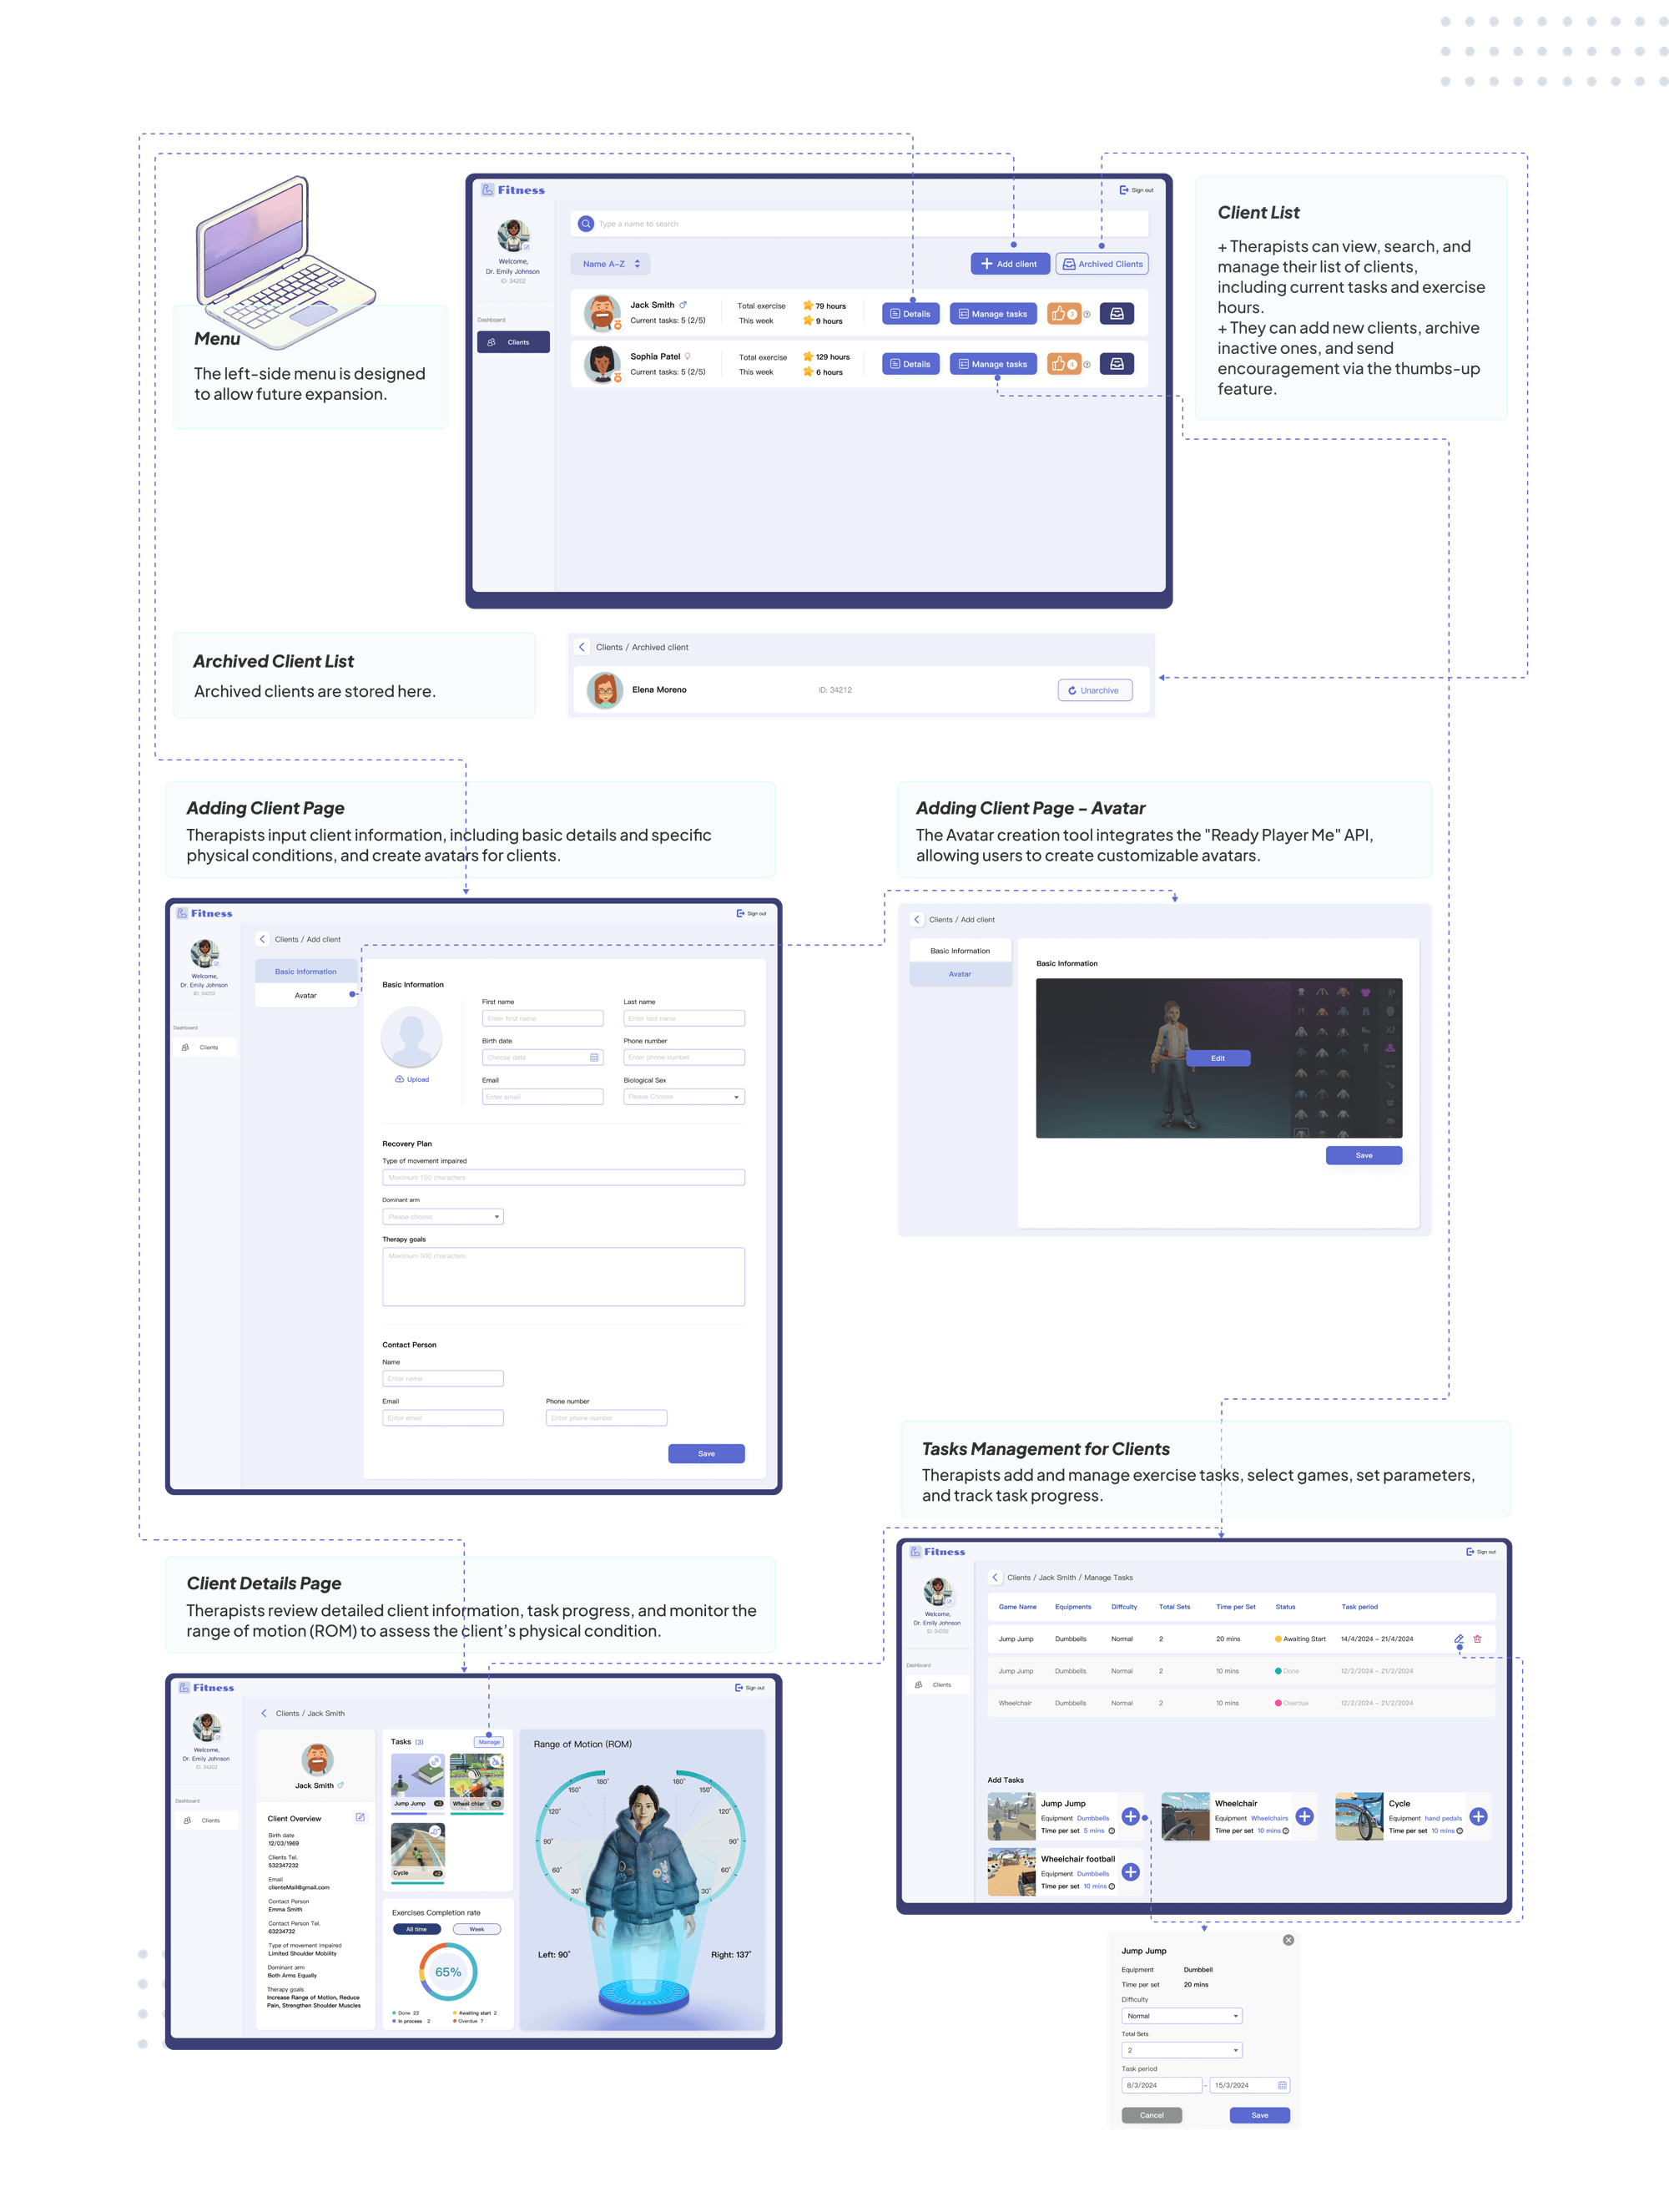 Fitness
Sign out
Type a name to search
Welcome,
Dr. Emily Johnson
ID: 34202
Dashboard
Clients
Name A-Z
Add client
Archived Clients
Jack Smith
Current tasks: 5 (2/5)
Total exercise
79 hours
This week
9 hours
Details
Manage tasks
3
Sophia Patel
Current tasks: 5 (2/5)
Total exercise
129 hours
This week
6 hours
Details
Manage tasks
4
Menu
The left-side menu is designed
to allow future expansion.
Client List
+ Therapists can view, search, and
manage their list of clients,
including current tasks and exercise
hours.
+ They can add new clients, archive
inactive ones, and send
encouragement via the thumbs-up
feature.
Archived Client List
Archived clients are stored here.
Clients / Archived client
Elena Moreno
ID: 34212
Unarchive
Adding Client Page
Therapists input client information, including basic details and specific
physical conditions, and create avatars for clients.
Fitness
Sign out
Welcome,
Dr. Emily Johnson
ID: 34202
Dashboard
Clients
Clients / Add client
Basic Information
Avatar
Basic Information
Upload
First name
Enter first name
Last name
Enter last name
Birth date
Choose date
Phone number
Enter phone number
Email
Enter email
Biological Sex
Please Choose
Recovery Plan
Type of movement impaired
Maximum 150 characters
Dominant arm
Please choose
Therapy goals
Maximum 500 characters
Contact Person
Name
Enter name
Email
Enter email
Phone number
Enter phone number
Save
Adding Client Page - Avatar
The Avatar creation tool integrates the "Ready Player Me" API,
allowing users to create customizable avatars.
Clients / Add client
Basic Information
Avatar
Basic Information
Edit
Save
Client Details Page
Therapists review detailed client information, task progress, and monitor the
range of motion (ROM) to assess the client's physical condition.
Fitness
Sign out
Welcome,
Dr. Emily Johnson
ID: 34202
Dashboard
Clients
Clients / Jack Smith
Jack Smith
Client Overview
Birth date
12/03/1969
Clients Tel.
532347232
Email
clienteMail@gmail.com
Contact Person
Emma Smith
Contact Person Tel.
63234732
Type of movement impaired
Limited Shoulder Mobility
Dominant arm
Both Arms Equally
Therapy goals
Increase Range of Motion, Reduce
Pain, Strengthen Shoulder Muscles
Tasks (3)
Manage
Jump Jump
Wheel chier
Cycle
Exercises Completion rate
All time
Week
65%
Done 23
Awaiting start 2
In process 2
Overdue 7
Range of Motion (ROM)
180°
180°
150°
150°
120°
120°
90°
90°
60°
60°
30°
30°
Left: 90°
Right: 137°
Tasks Management for Clients
Therapists add and manage exercise tasks, select games, set parameters,
and track task progress.
Fitness
Sign out
Welcome,
Dr. Emily Johnson
ID: 34202
Dashboard
Clients
Clients / Jack Smith / Manage Tasks
Game Name Equipments Diffculty Total Sets Time per Set Status Task period
Jump Jump Dumbbells Normal 2 20 mins Awaiting Start 14/4/2024 - 21/4/2024
Jump Jump Dumbbells Normal 2 10 mins Done 12/2/2024 - 21/2/2024
Wheelchair Dumbbells Normal 2 10 mins Overdue 12/2/2024 - 21/2/2024
Add Tasks
Jump Jump
Equipment Dumbbells
Time per set 5 mins
Wheelchair
Equipment Wheelchairs
Time per set 10 mins
Cycle
Equipment hand pedals
Time per set 10 mins
Wheelchair football
Equipment Dumbbells
Time per set 10 mins
Jump Jump
Equipment Dumbbell
Time per set 20 mins
Difficulty
Normal
Total Sets
2
Task period
8/3/2024 - 15/3/2024
Cancel
Save